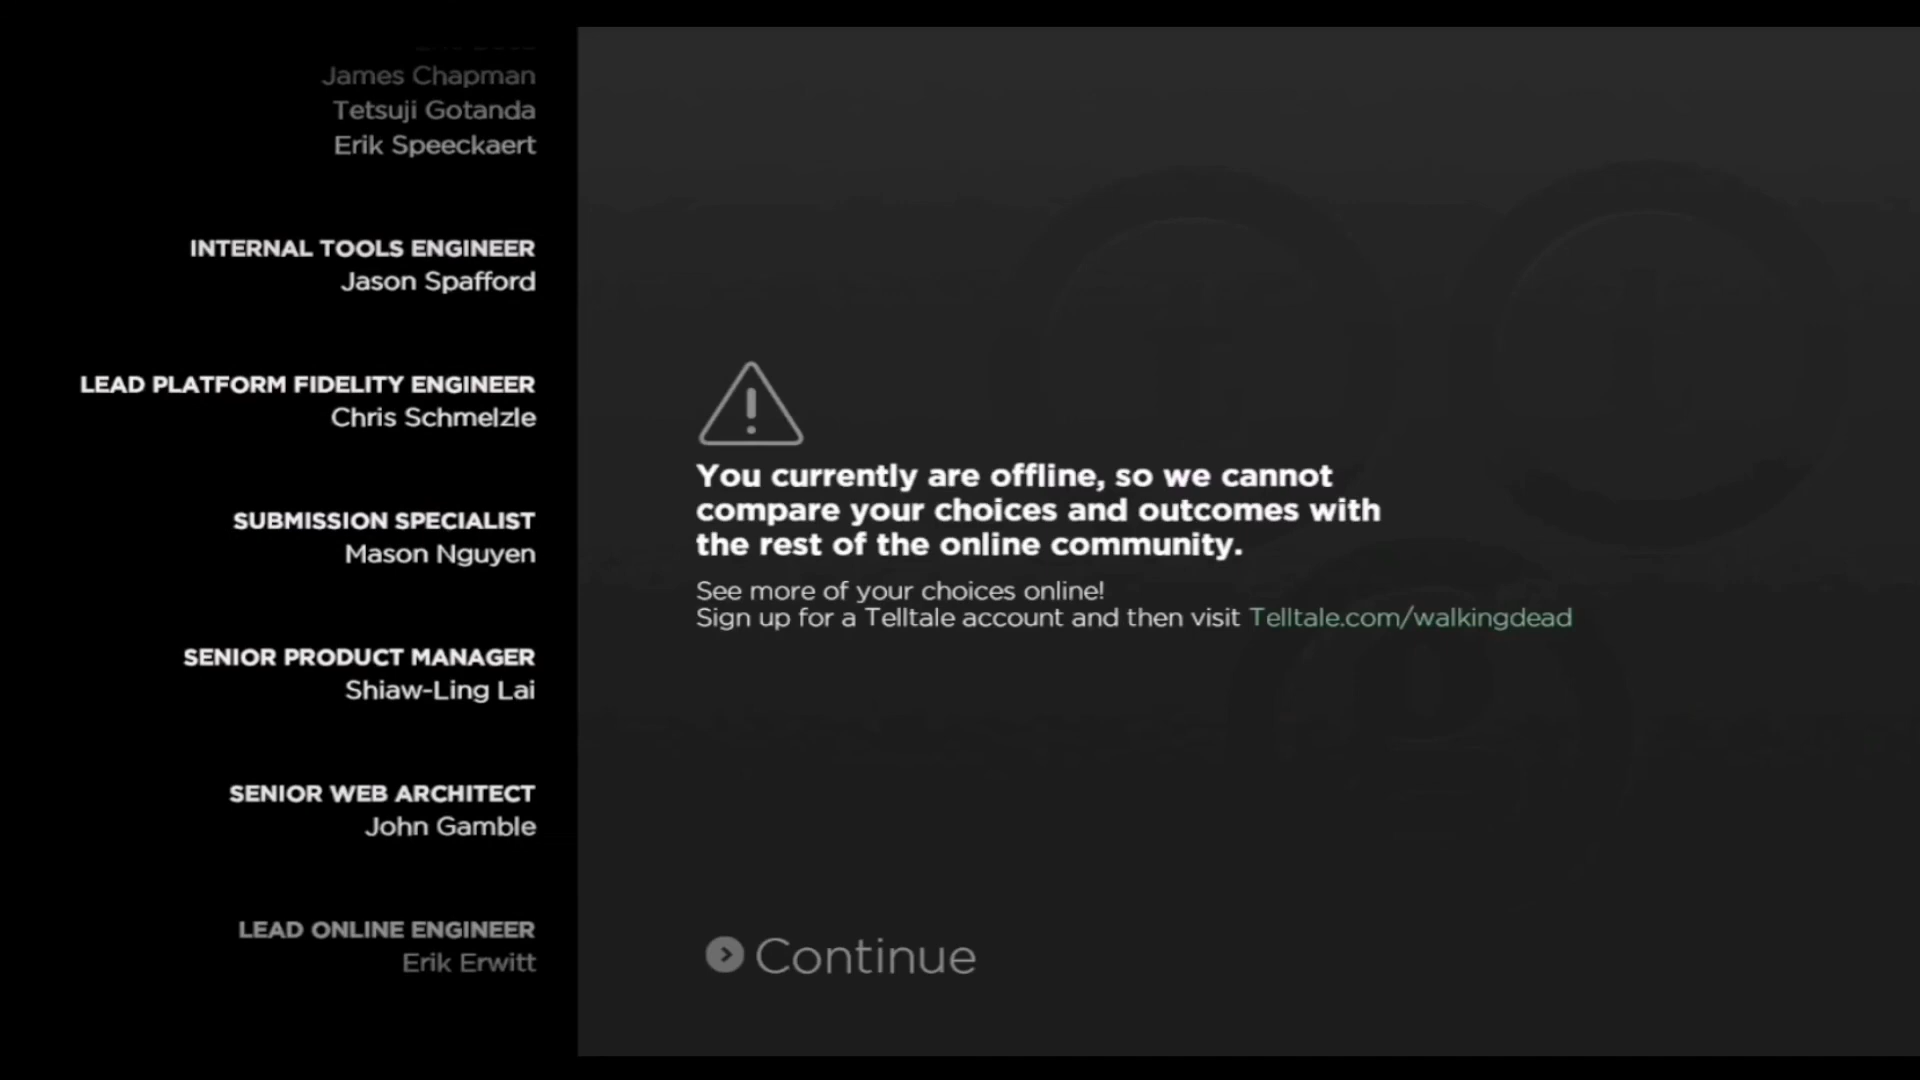 James Chapman
Tetsuji Gotanda
Erik Speeckaert
INTERNAL TOOLS ENGINEER
Jason Spafford
LEAD PLATFORM FIDELITY ENGINEER
Chris Schmelzle
SUBMISSION SPECIALIST
Mason Nguyen
SENIOR PRODUCT MANAGER
Shiaw-Ling Lai
SENIOR WEB ARCHITECT
John Gamble
LEAD ONLINE ENGINEER
Erik Erwitt
You currently are offline, so we cannot
compare your choices and outcomes with
the rest of the online community.
See more of your choices online!
Sign up for a Telltale account and then visit Telltale.com/walkingdead
Continue